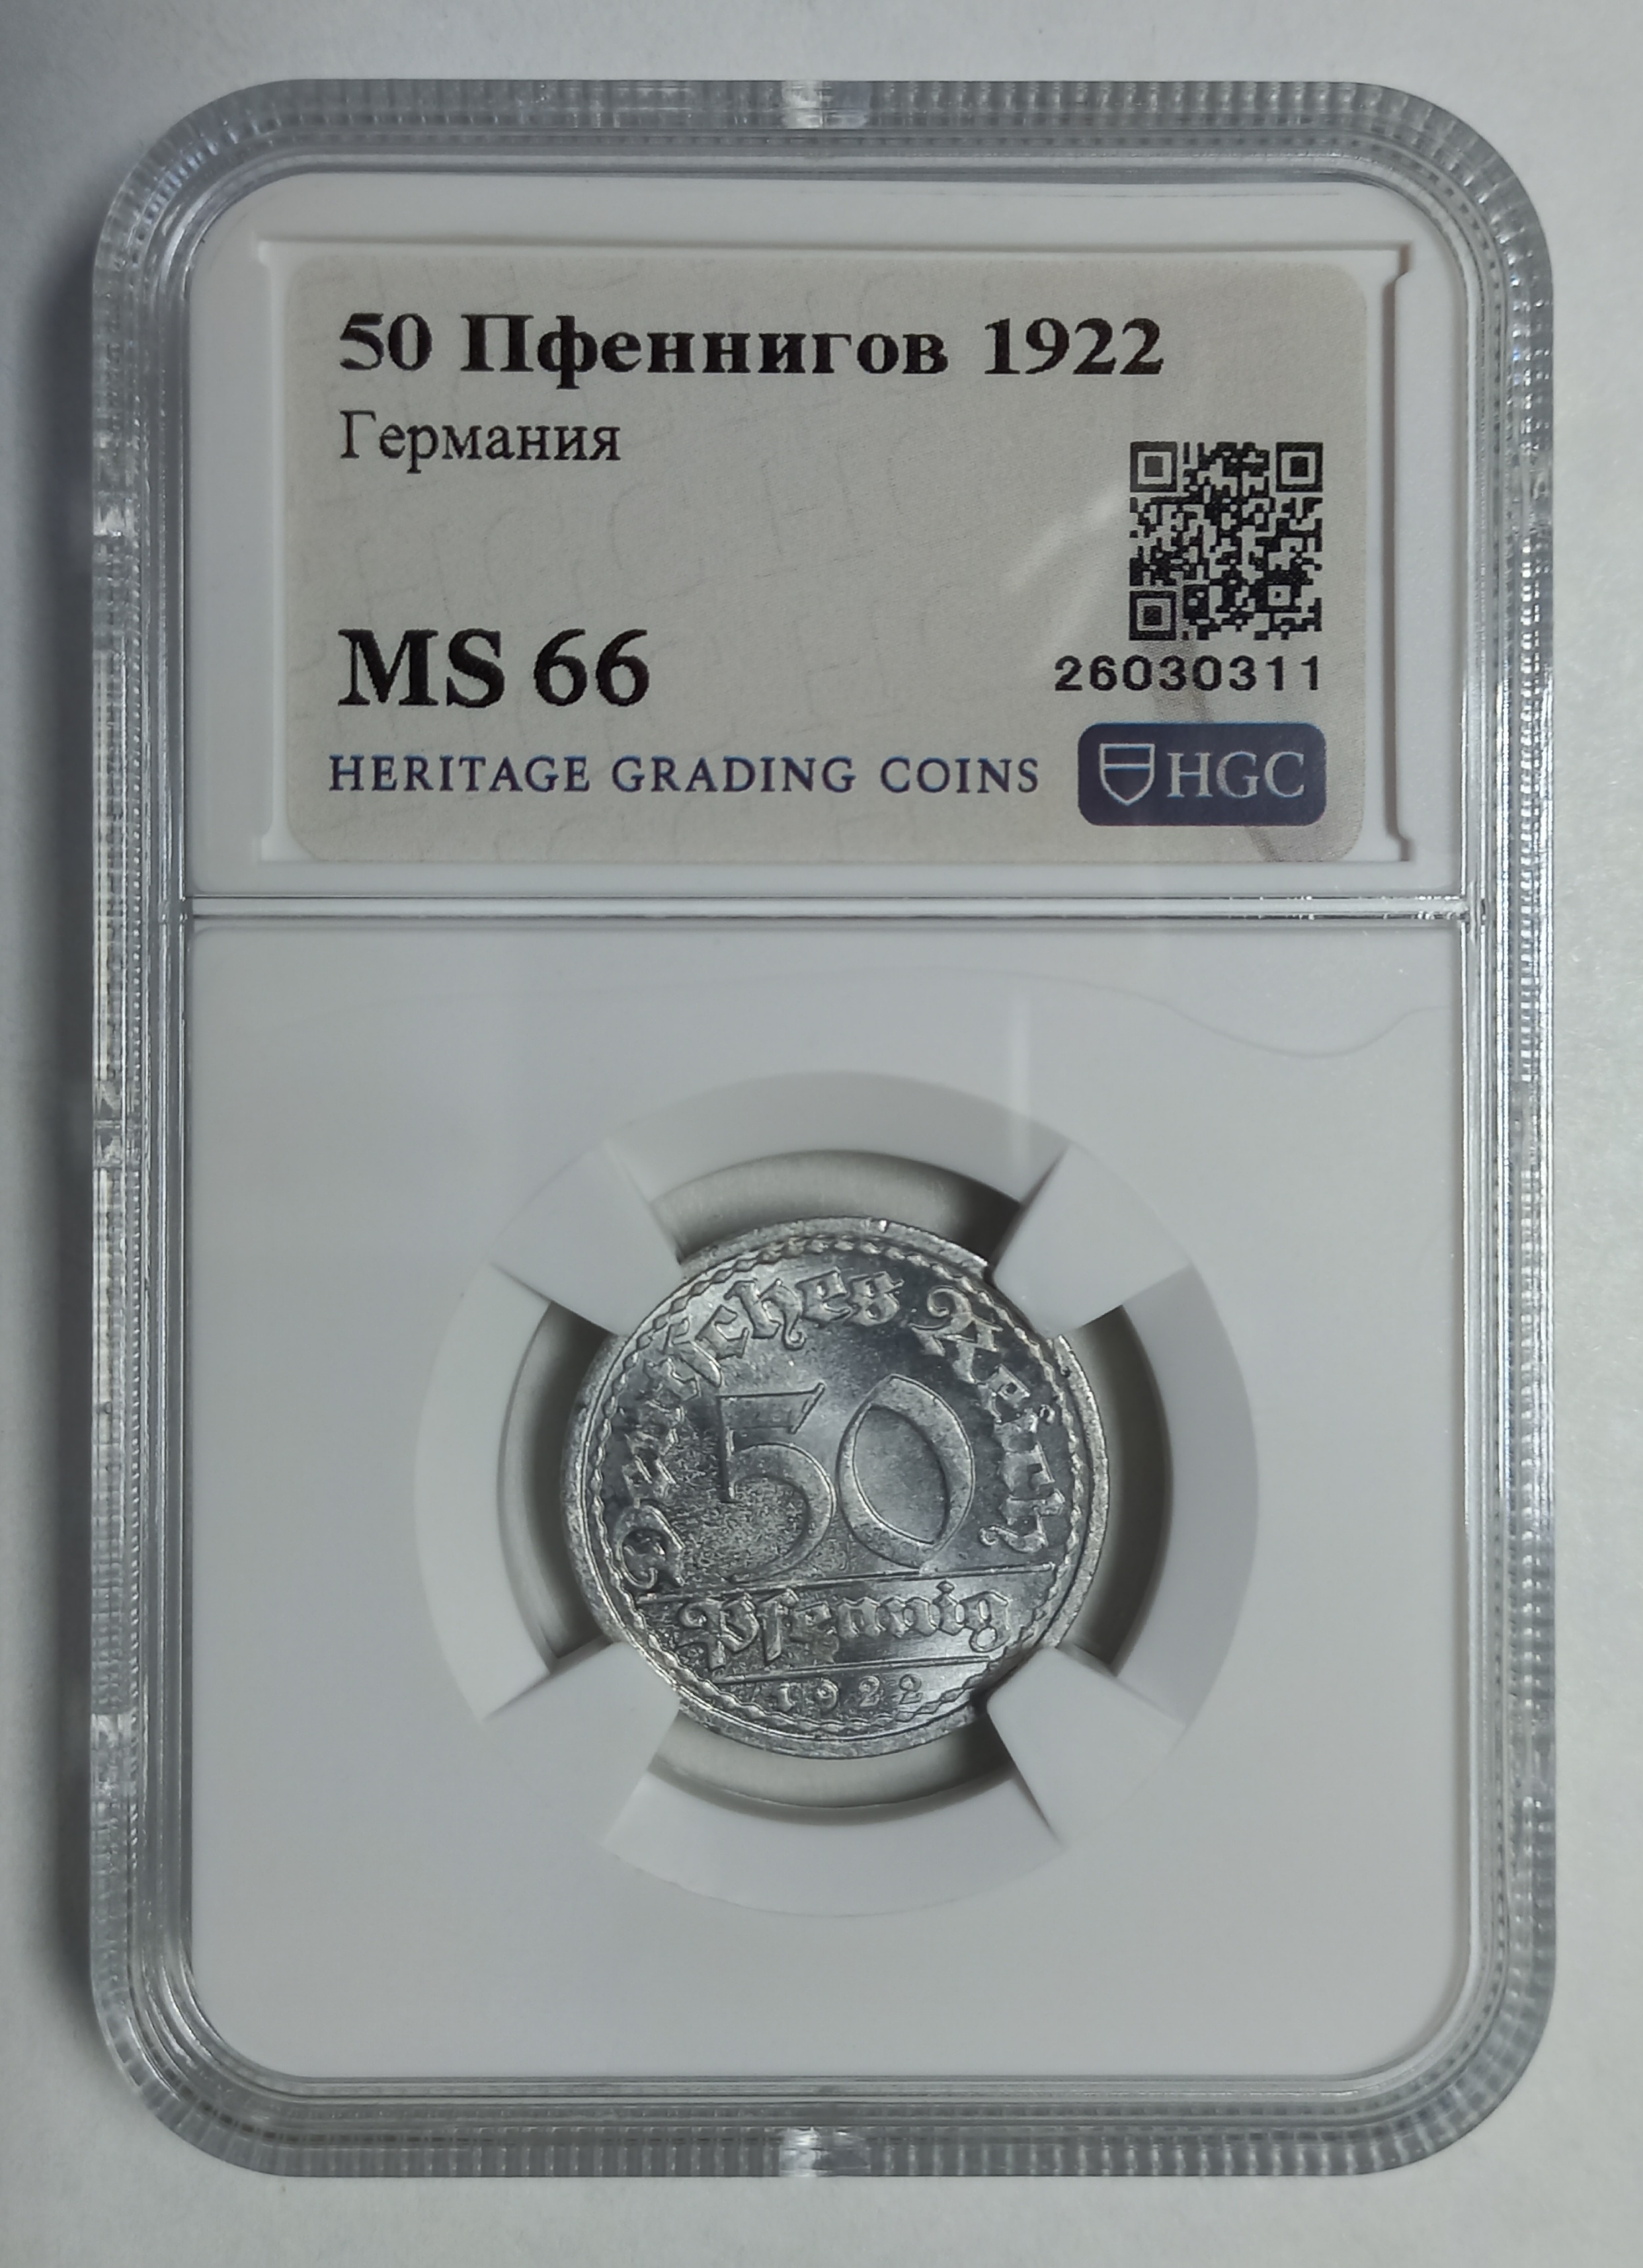 50 Пфеннигов 1922
Германия
MS 66
26030311
HERITAGE GRADING COINS HGC
Deutsches Reich
50
Pfennig
1922